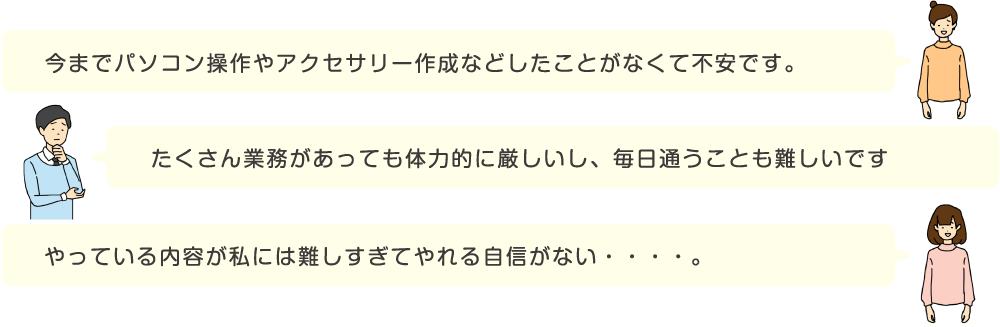 今までパソコン操作やアクセサリー作成などしたことがなくて不安です。
たくさん業務があっても体力的に厳しいし、毎日通うことも難しいです
やっている内容が私には難しすぎてやれる自信がない・・・・。